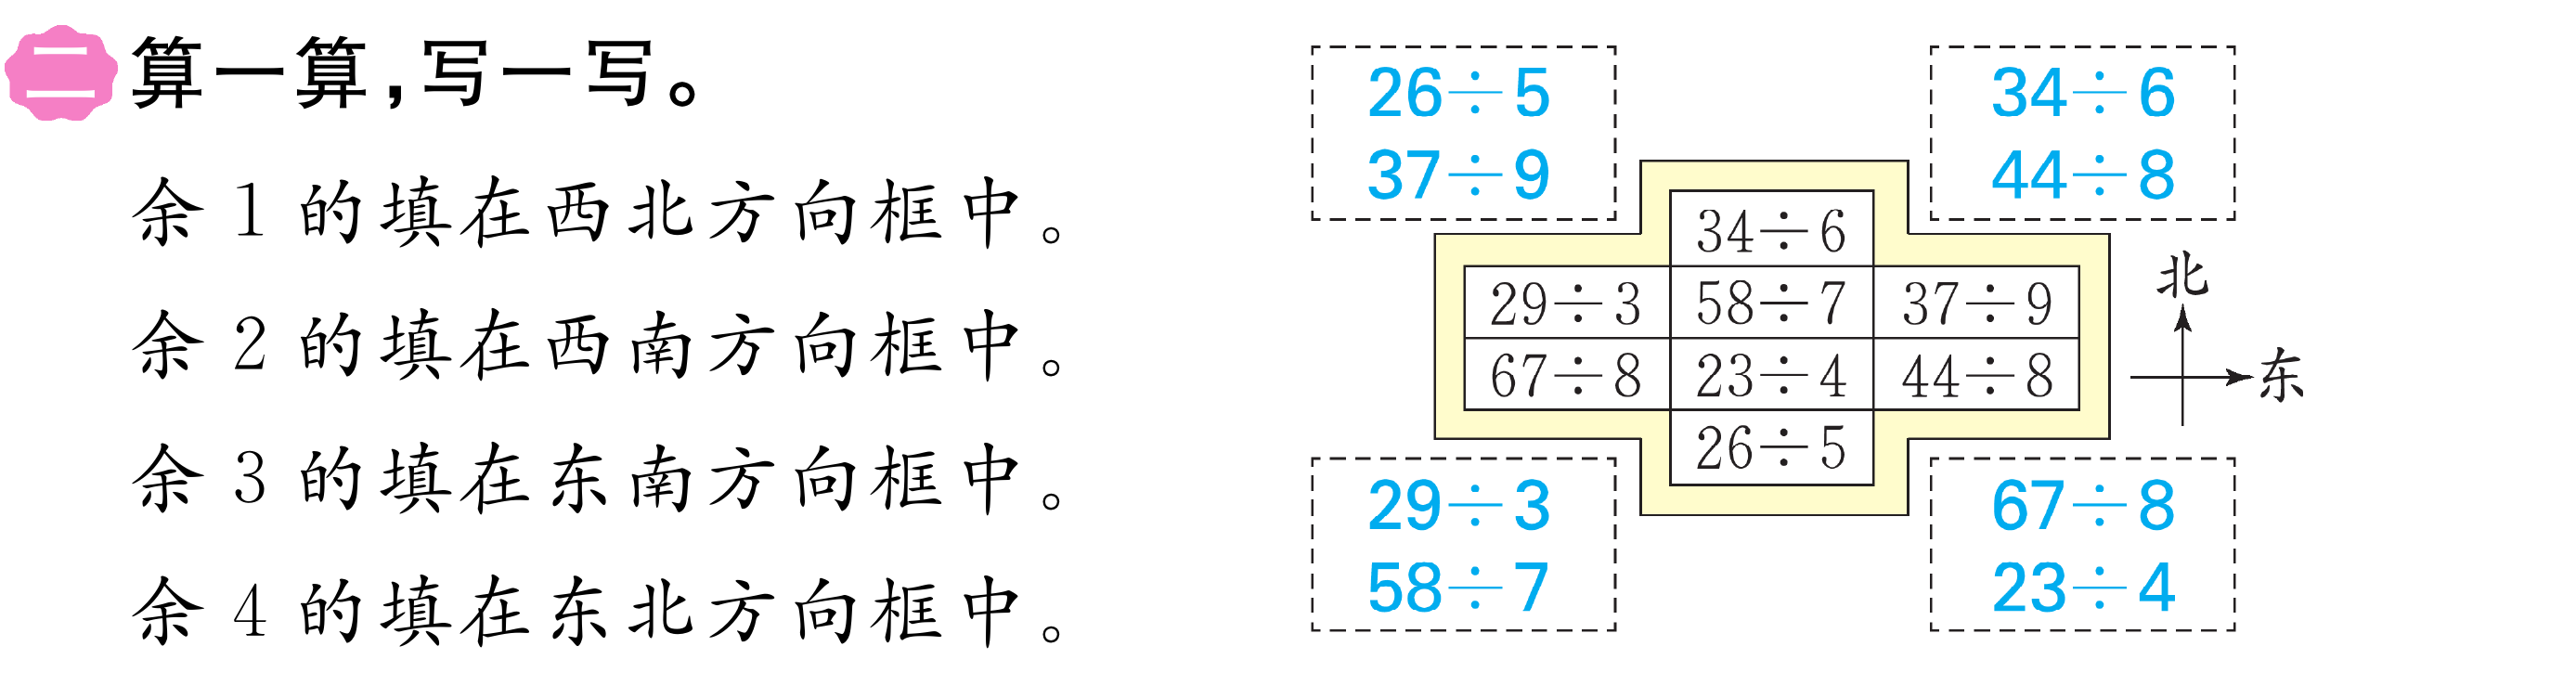 二 算一算,写一写。
余 1 的填在西北方向框中。
余 2 的填在西南方向框中。
余 3 的填在东南方向框中。
余 4 的填在东北方向框中。
26÷5
37÷9
34÷6
44÷8
34÷6
29÷3 58÷7 37÷9
67÷8 23÷4 44÷8
26÷5
北
东
29÷3
58÷7
67÷8
23÷4